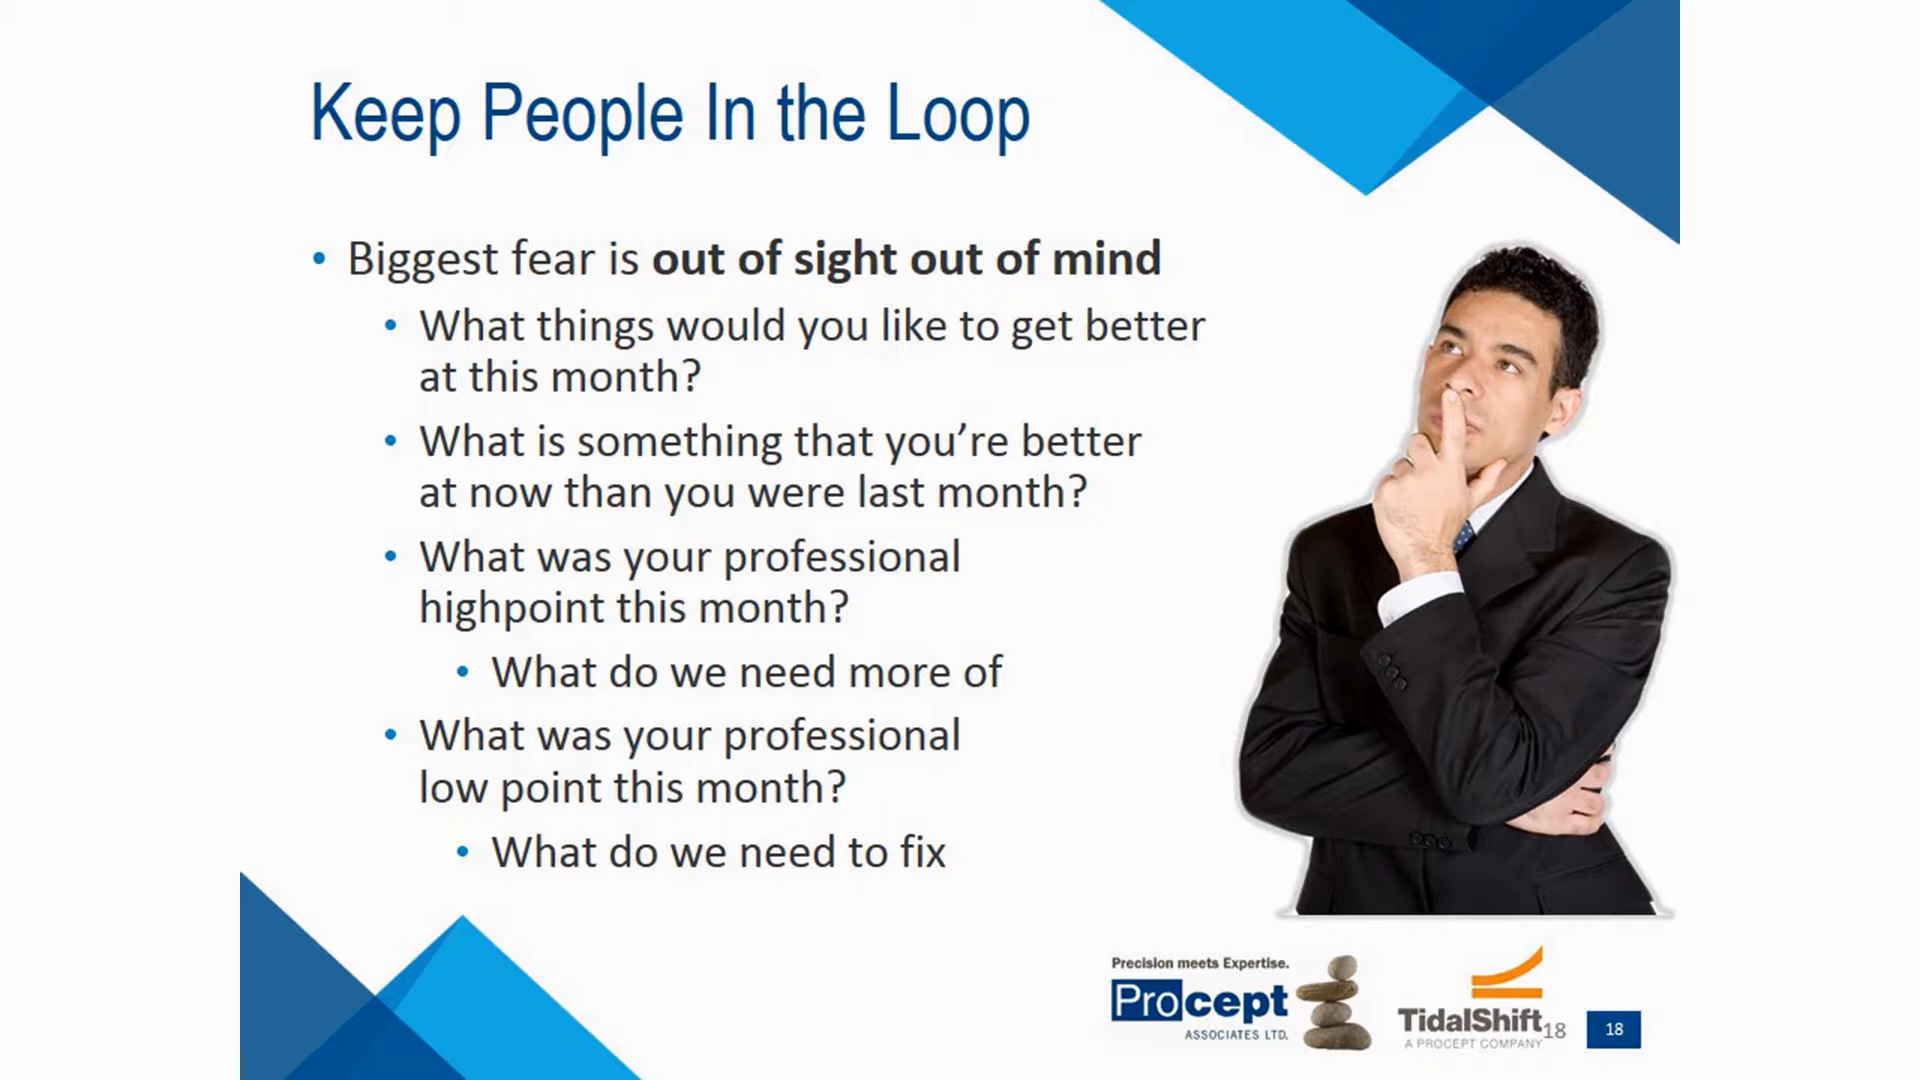 Keep People In the Loop
• Biggest fear is out of sight out of mind
• What things would you like to get better
at this month?
• What is something that you’re better
at now than you were last month?
• What was your professional
highpoint this month?
• What do we need more of
• What was your professional
low point this month?
• What do we need to fix
Precision meets Expertise.
Procept
ASSOCIATES LTD.
TidalShift
A PROCEPT COMPANY
18
18